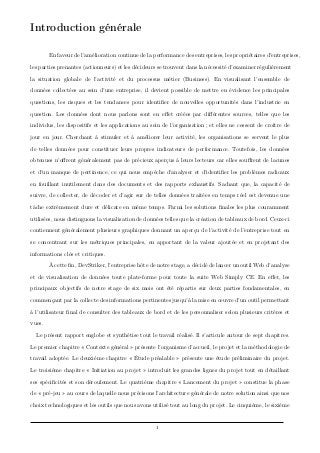 Introduction générale
En faveur de l'amélioration continue de la performance des entreprises, les propriétaires d'entreprises,
les parties prenantes (actionneurs) et les décideurs se trouvent dans la nécessité d'examiner régulièrement
la situation globale de l'activité et du processus métier (Business). En visualisant l'ensemble de
données collectées au sein d'une entreprise, il devient possible de mettre en évidence les principales
questions, les risques et les tendances pour identifier de nouvelles opportunités dans l'industrie en
question. Les données dont nous parlons sont en effet créées par différentes sources, telles que les
individus, les dispositifs et les applications au sein de l'organisation ; et elles ne cessent de croître de
jour en jour. Cherchant à stimuler et à améliorer leur activité, les organisations se servent le plus
de telles données pour constituer leurs propres indicateurs de performance. Toutefois, les données
obtenues n'offrent généralement pas de précieux aperçus à leurs lecteurs car elles souffrent de lacunes
et d'un manque de pertinence, ce qui nous empêche d'analyser et d'identifier les problèmes radicaux
en fouillant inutilement dans des documents et des rapports exhaustifs. Sachant que, la capacité de
suivre, de collecter, de décoder et d'agir sur de telles données traitées en temps réel est devenue une
tâche extrêmement dure et délicate en même temps. Parmi les solutions finales les plus couramment
utilisées, nous distinguons la visualisation de données telles que la création de tableaux de bord. Ceux-ci
contiennent généralement plusieurs graphiques donnant un aperçu de l'activité de l'entreprise tout en
se concentrant sur les métriques principales, en apportant de la valeur ajoutée et en projetant des
informations clés et critiques.
À cette fin, DevStriker, l'entreprise hôte de notre stage, a décidé de lancer un outil Web d'analyse
et de visualisation de données toute plate-forme pour toute la suite Web Simply CE. En effet, les
principaux objectifs de notre stage de six mois ont été répartis sur deux parties fondamentales, en
commençant par la collecte des informations pertinentes jusqu'à la mise en œuvre d'un outil permettant
à l'utilisateur final de consulter des tableaux de bord et de les personnaliser selon plusieurs critères et
vues.
Le présent rapport englobe et synthétise tout le travail réalisé. Il s'articule autour de sept chapitres.
Le premier chapitre « Contexte général » présente l'organisme d'accueil, le projet et la méthodologie de
travail adoptée. Le deuxième chapitre « Étude préalable » présente une étude préliminaire du projet.
Le troisième chapitre « Initiation au projet » introduit les grandes lignes du projet tout en détaillant
ses spécificités et son déroulement. Le quatrième chapitre « Lancement du projet » constitue la phase
de « pré-jeu » au cours de laquelle nous précisons l'architecture générale de notre solution ainsi que nos
choix technologiques et les outils que nous avons utilisé tout au long du projet. Le cinquième, le sixième
1